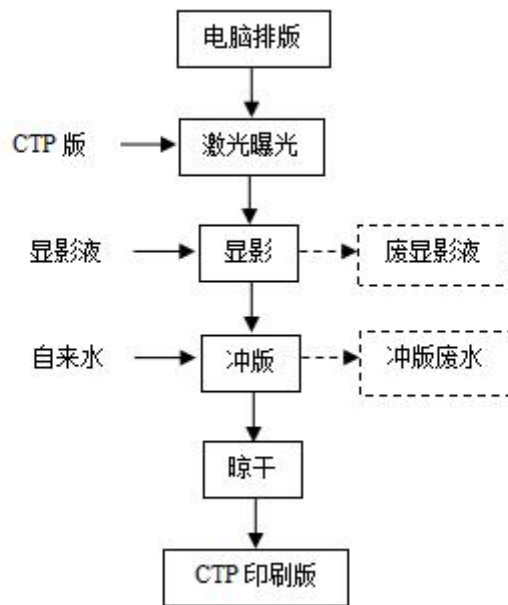 电脑排版
CTP 版
激光曝光
显影液
显影
废显影液
自来水
冲版
冲版废水
晾干
CTP 印刷版